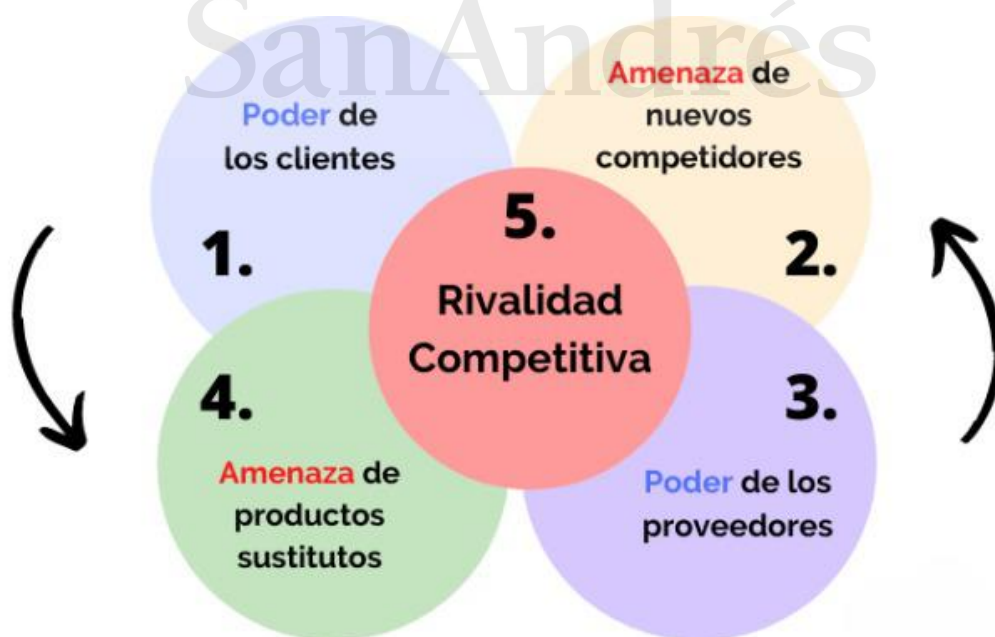 SanAndrés
Poder de
los clientes
1.
Amenaza de
nuevos
competidores
2.
5.
Rivalidad
Competitiva
4.
Amenaza de
productos
sustitutos
3.
Poder de los
proveedores